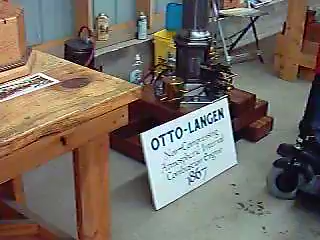 OTTO-LANGEN
Non-Compressing
Atmospheric Internal
Combustion Engine
1867